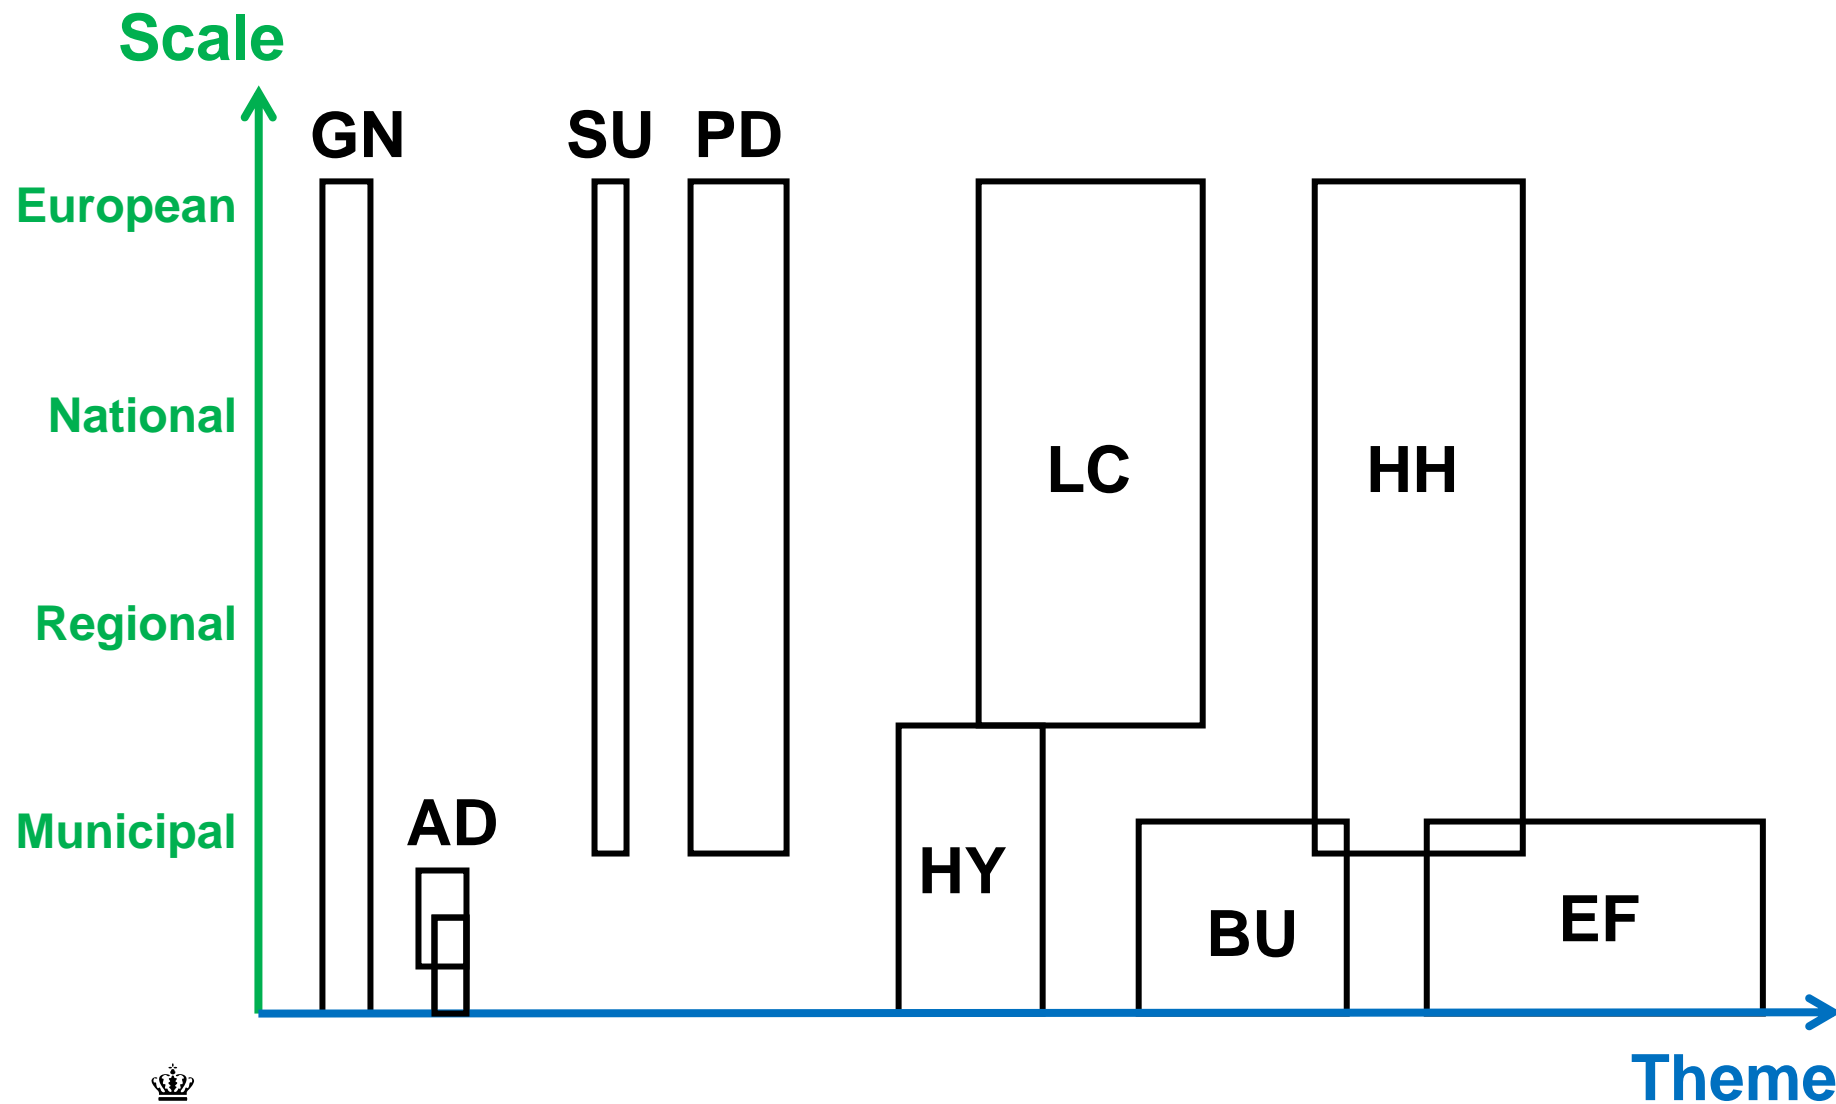 Scale
GN SU PD
European
National
LC HH
Regional
Municipal
AD
HY
BU EF
Theme